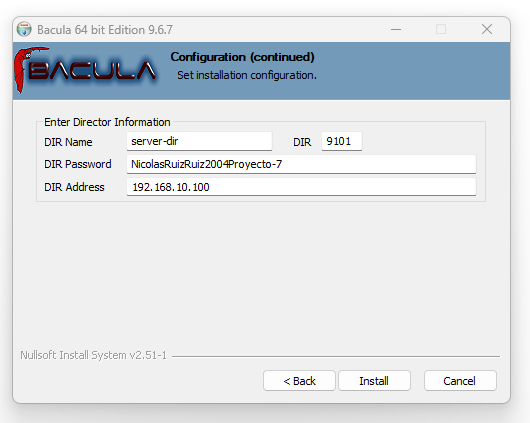 Bacula 64 bit Edition 9.6.7
BACULA
Configuration (continued)
Set installation configuration.
Enter Director Information
DIR Name server-dir DIR 9101
DIR Password NicolasRuizRuiz2004Proyecto-7
DIR Address 192.168.10.100
Nullsoft Install System v2.51-1
< Back Install Cancel